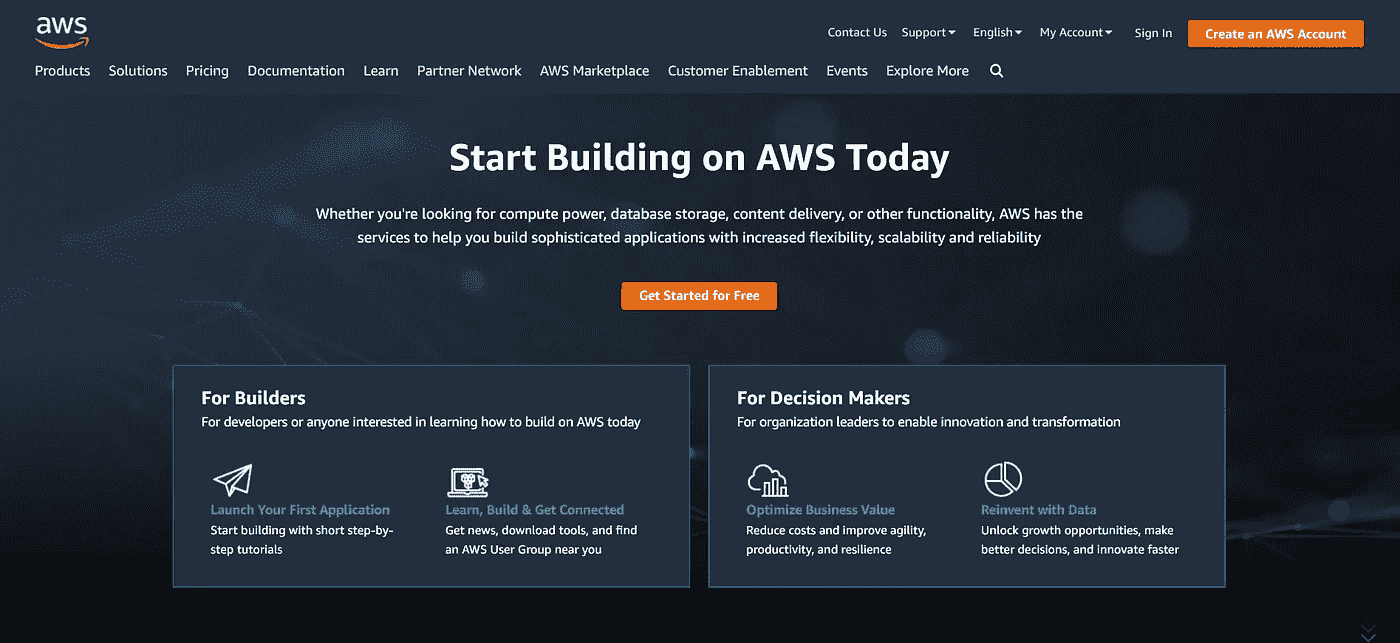 aws
Contact Us Support English My Account Sign In Create an AWS Account
Products Solutions Pricing Documentation Learn Partner Network AWS Marketplace Customer Enablement Events Explore More
Start Building on AWS Today
Whether you're looking for compute power, database storage, content delivery, or other functionality, AWS has the
services to help you build sophisticated applications with increased flexibility, scalability and reliability
Get Started for Free
For Builders
For developers or anyone interested in learning how to build on AWS today
Launch Your First Application
Start building with short step-by-
step tutorials
Learn, Build & Get Connected
Get news, download tools, and find
an AWS User Group near you
For Decision Makers
For organization leaders to enable innovation and transformation
Optimize Business Value
Reduce costs and improve agility,
productivity, and resilience
Reinvent with Data
Unlock growth opportunities, make
better decisions, and innovate faster